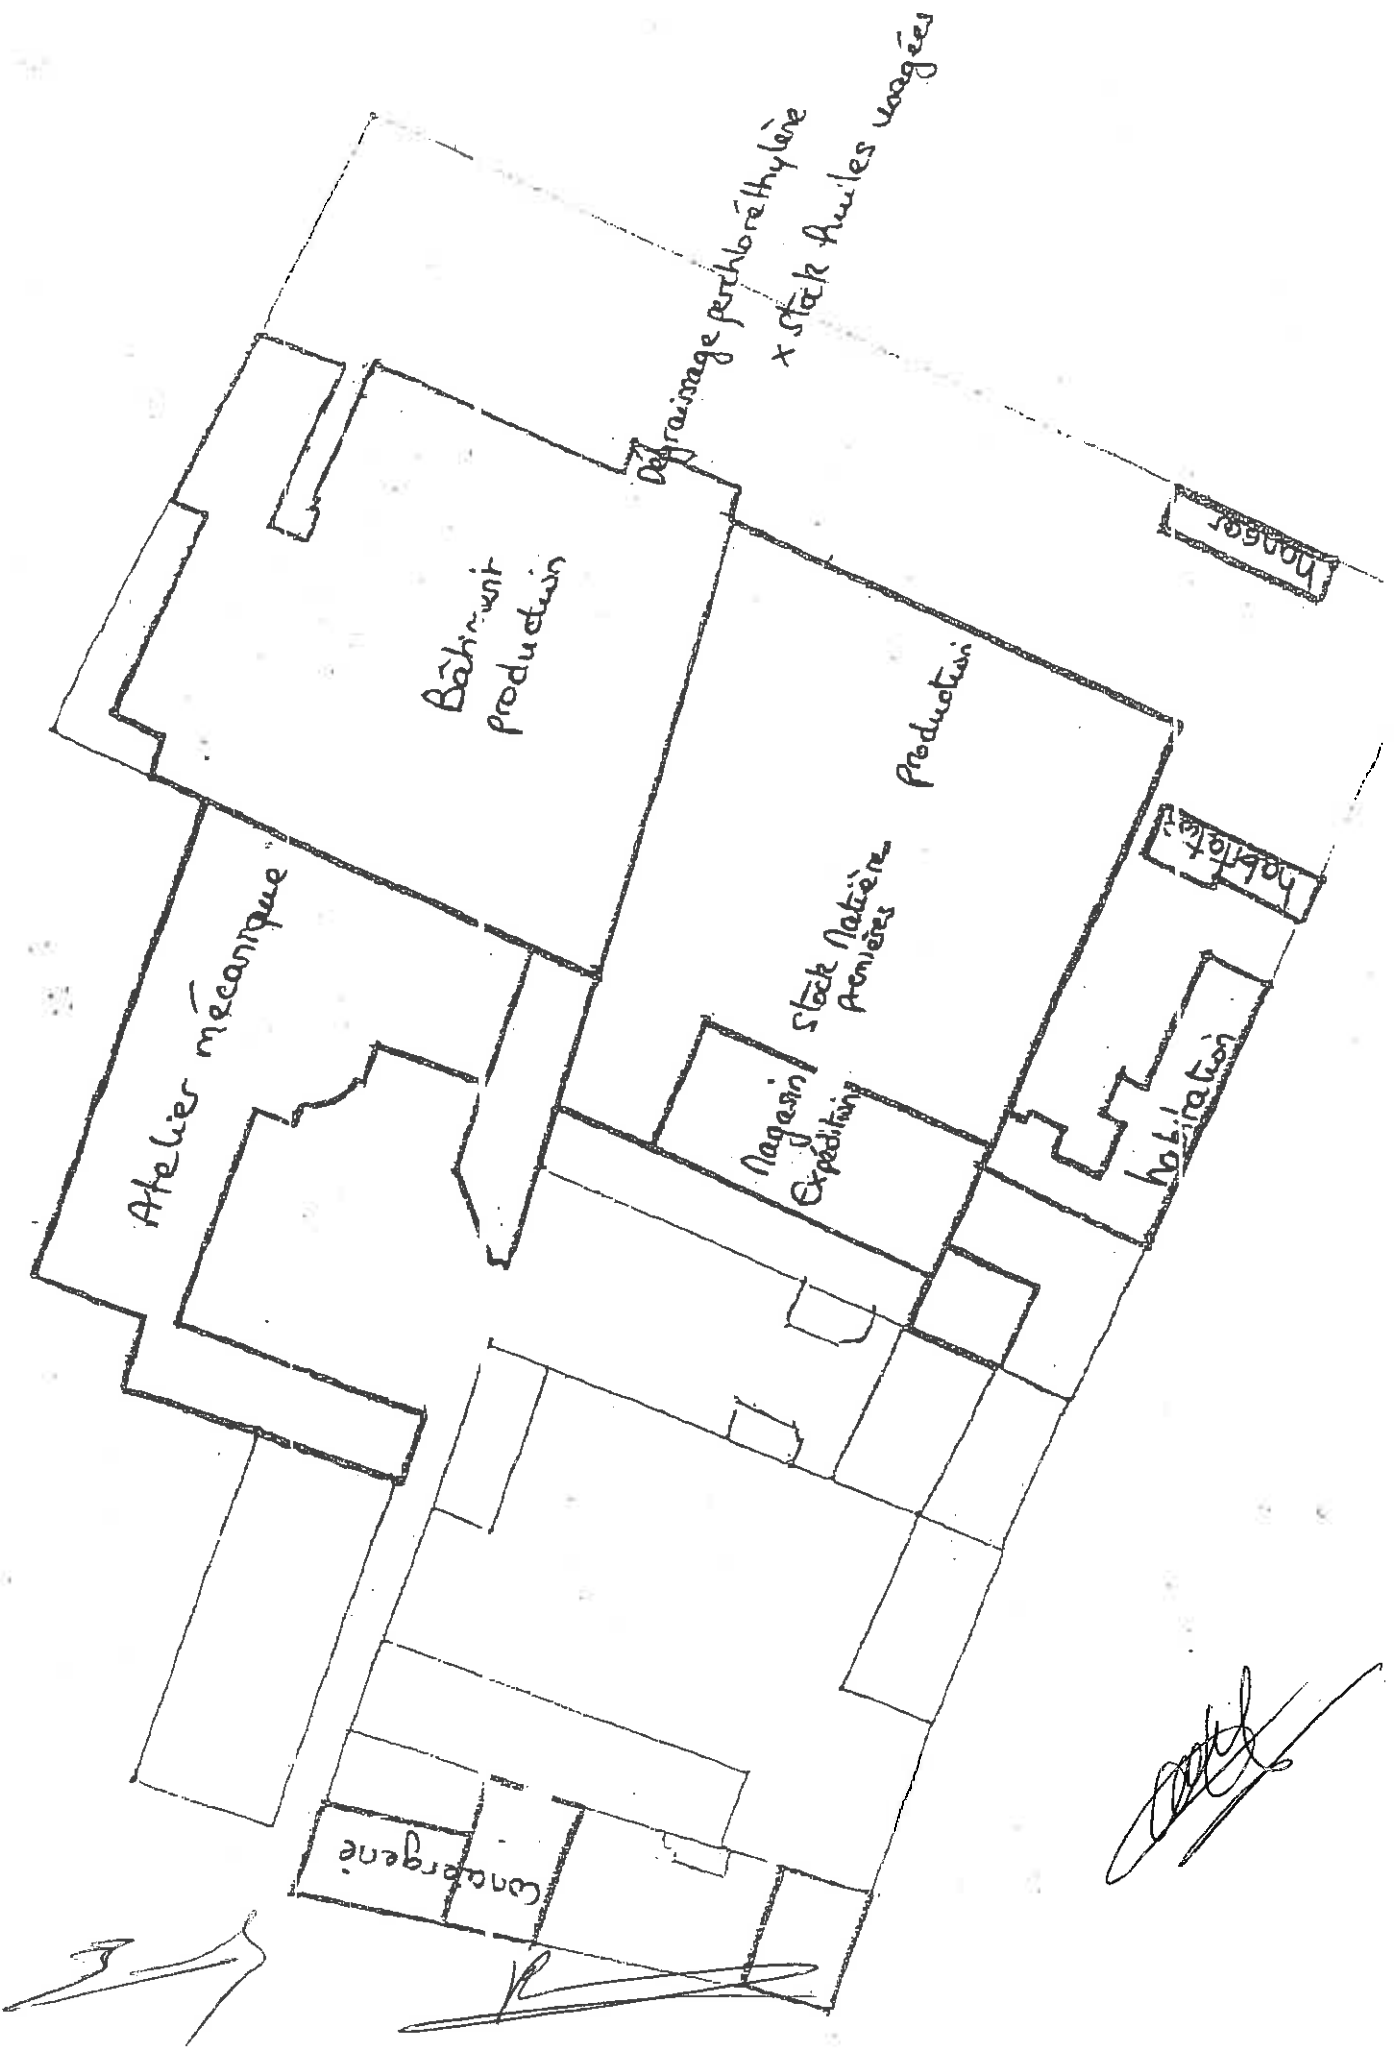 Dégraissage perchloréthylène
x stock huiles usagées
Bâtiment
production
hangar
Production
Atelier mécanique
Stock Matières
Premières
habitation
Magasin
Expédition
habitation
Conciergerie